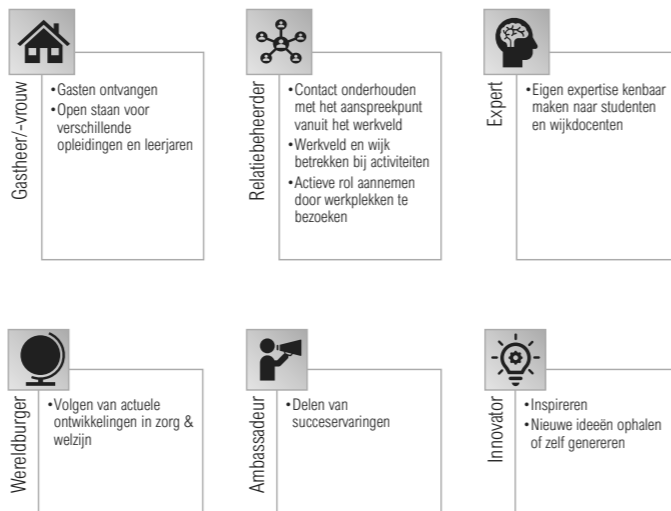 Gastheer/-vrouw
•Gasten ontvangen
•Open staan voor
verschillende
opleidingen en leerjaren
Relatiebeheerder
•Contact onderhouden
met het aanspreekpunt
vanuit het werkveld
•Werkveld en wijk
betrekken bij activiteiten
•Actieve rol aannemen
door werkplekken te
bezoeken
Expert
•Eigen expertise kenbaar
maken naar studenten
en wijkdocenten
Wereldburger
•Volgen van actuele
ontwikkelingen in zorg &
welzijn
Ambassadeur
•Delen van
succeservaringen
Innovator
•Inspireren
•Nieuwe ideeën ophalen
of zelf genereren